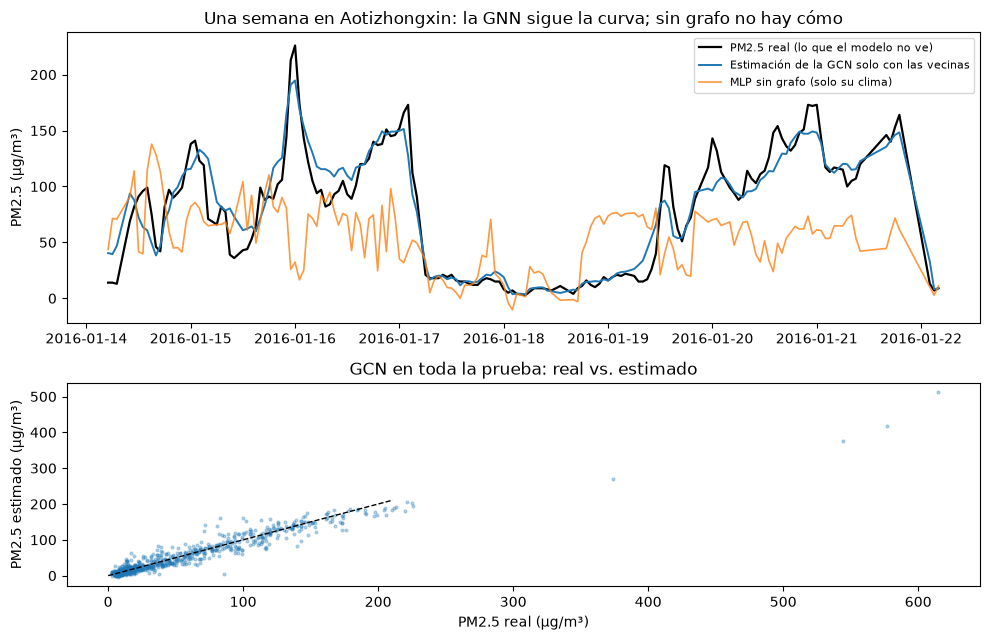 Una semana en Aotizhongxin: la GNN sigue la curva; sin grafo no hay cómo
PM2.5 real (lo que el modelo no ve)
Estimación de la GCN solo con las vecinas
MLP sin grafo (solo su clima)
PM2.5 (µg/m³)
200
150
100
50
0
2016-01-14 2016-01-15 2016-01-16 2016-01-17 2016-01-18 2016-01-19 2016-01-20 2016-01-21 2016-01-22
GCN en toda la prueba: real vs. estimado
PM2.5 estimado (µg/m³)
500
400
300
200
100
0
0 100 200 300 400 500 600
PM2.5 real (µg/m³)